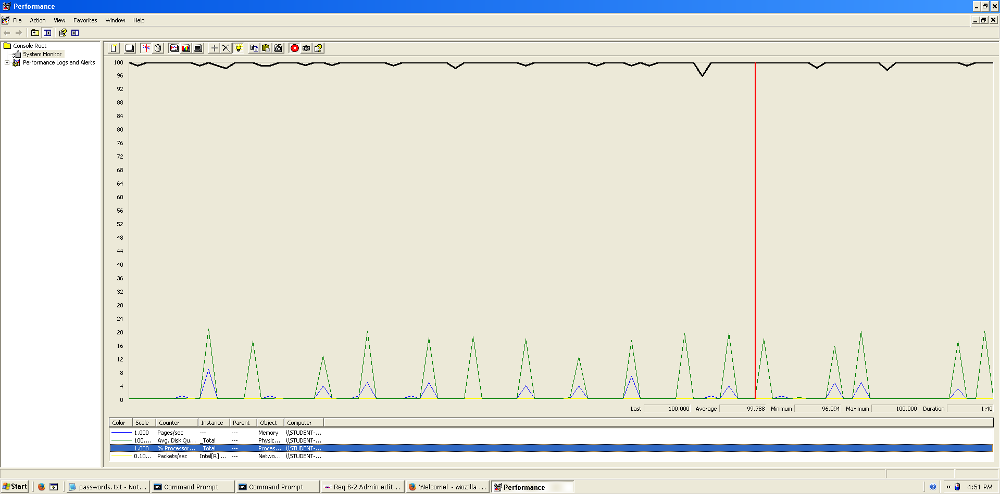 Performance
File Action View Favorites Window Help
Console Root
System Monitor
Performance Logs and Alerts
100
96
92
88
84
80
76
72
68
64
60
56
52
48
44
40
36
32
28
24
20
16
12
8
4
0
Last 100.000 Average 99.788 Minimum 96.094 Maximum 100.000 Duration 1:40
Color Scale Counter Instance Parent Object Computer
1.000 Pages/sec --- --- Memory \\STUDENT-...
100.... Avg. Disk Qu... _Total --- Physic... \\STUDENT-...
1.000 % Processor... _Total --- Proces... \\STUDENT-...
0.10... Packets/sec Intel[R] ... --- Netwo... \\STUDENT-...
Start passwords.txt - Not... Command Prompt Command Prompt Req 8-2 Admin edit... Welcome! - Mozilla ... Performance « 4:51 PM